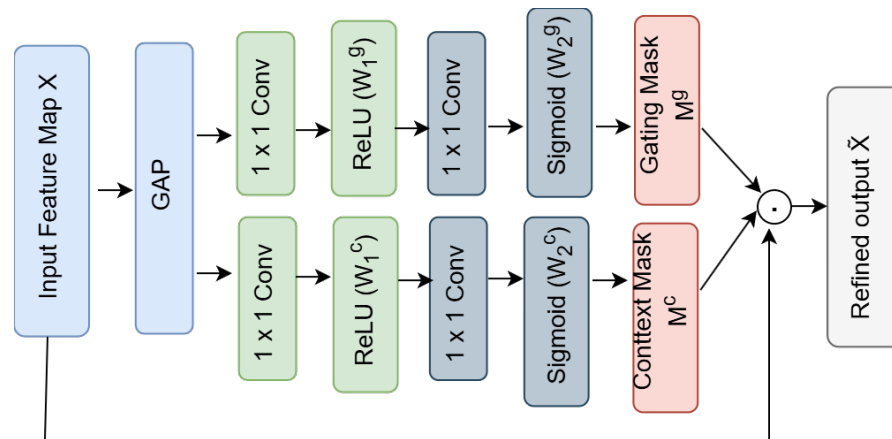 Input Feature Map X
GAP
1 x 1 Conv
ReLU (W₁ᵍ)
1 x 1 Conv
Sigmoid (W₂ᵍ)
Gating Mask
Mᵍ
1 x 1 Conv
ReLU (W₁ᶜ)
1 x 1 Conv
Sigmoid (W₂ᶜ)
Conttext Mask
Mᶜ
.
Refined output X̃